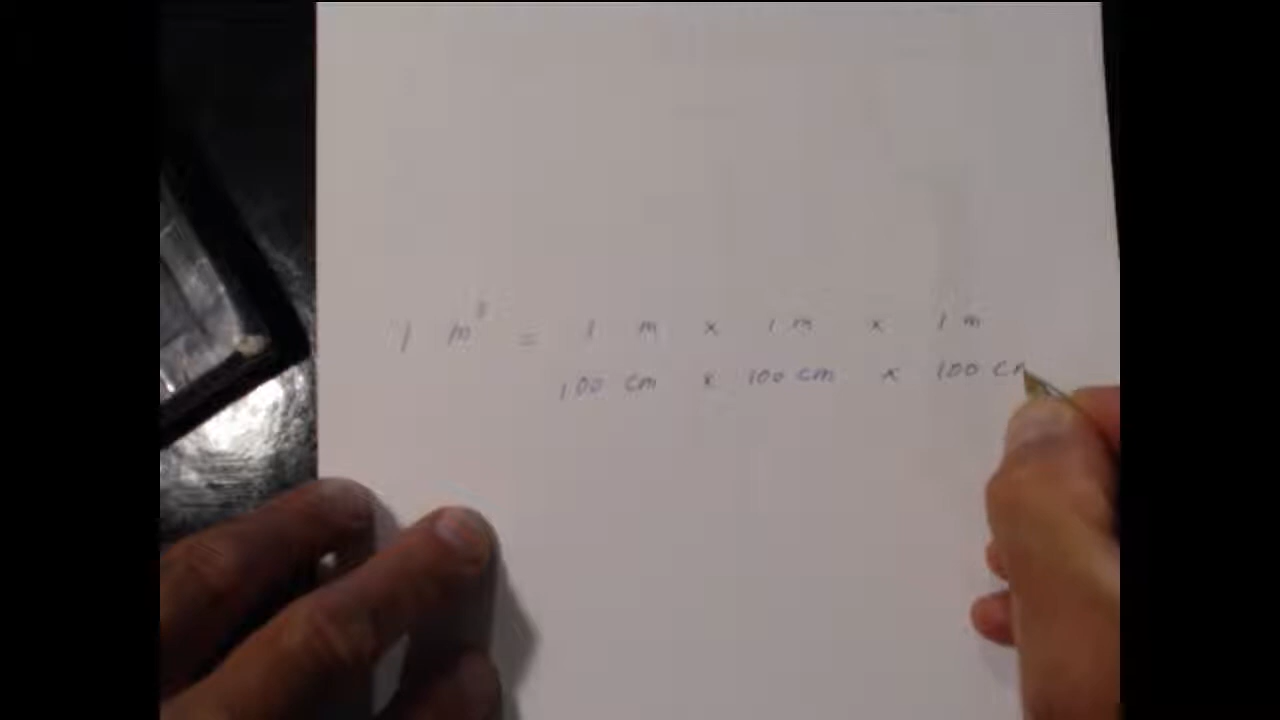 1 m³ = 1 m x 1 m x 1 m
100 cm x 100 cm x 100 cm